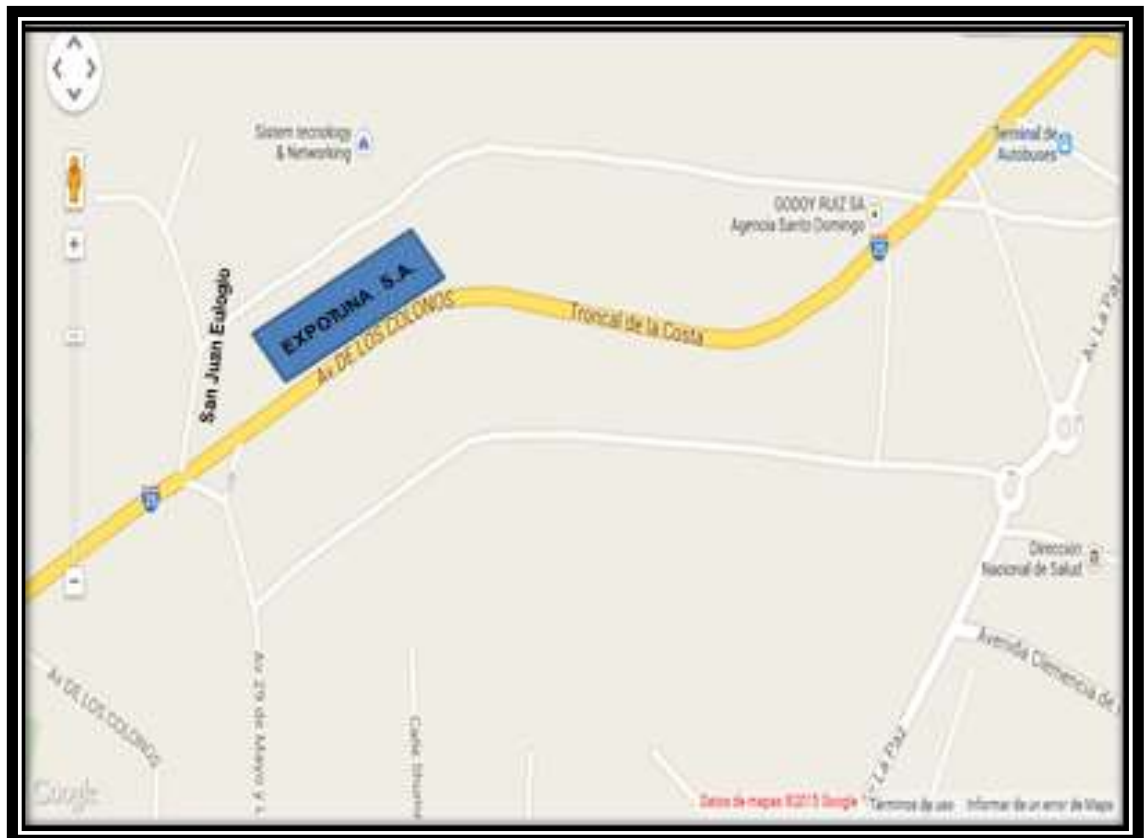 Sistem tecnology
& Networking
Terminal de
Autobuses
GODOY RUIZ SA
Agencia Santo Domingo
25
San Juan Eulogio
EXPOTUNA S.A.
AV DE LOS COLONOS
Troncal de la Costa
Av La Paz
25
Dirección
Nacional de Salud
Avenida Clemencia de
AV DE LOS COLONOS
Av 29 de Mayo y
Calle
La Paz
Google
Datos de mapas ©2015 Google
Términos de uso
Informar de un error de Maps